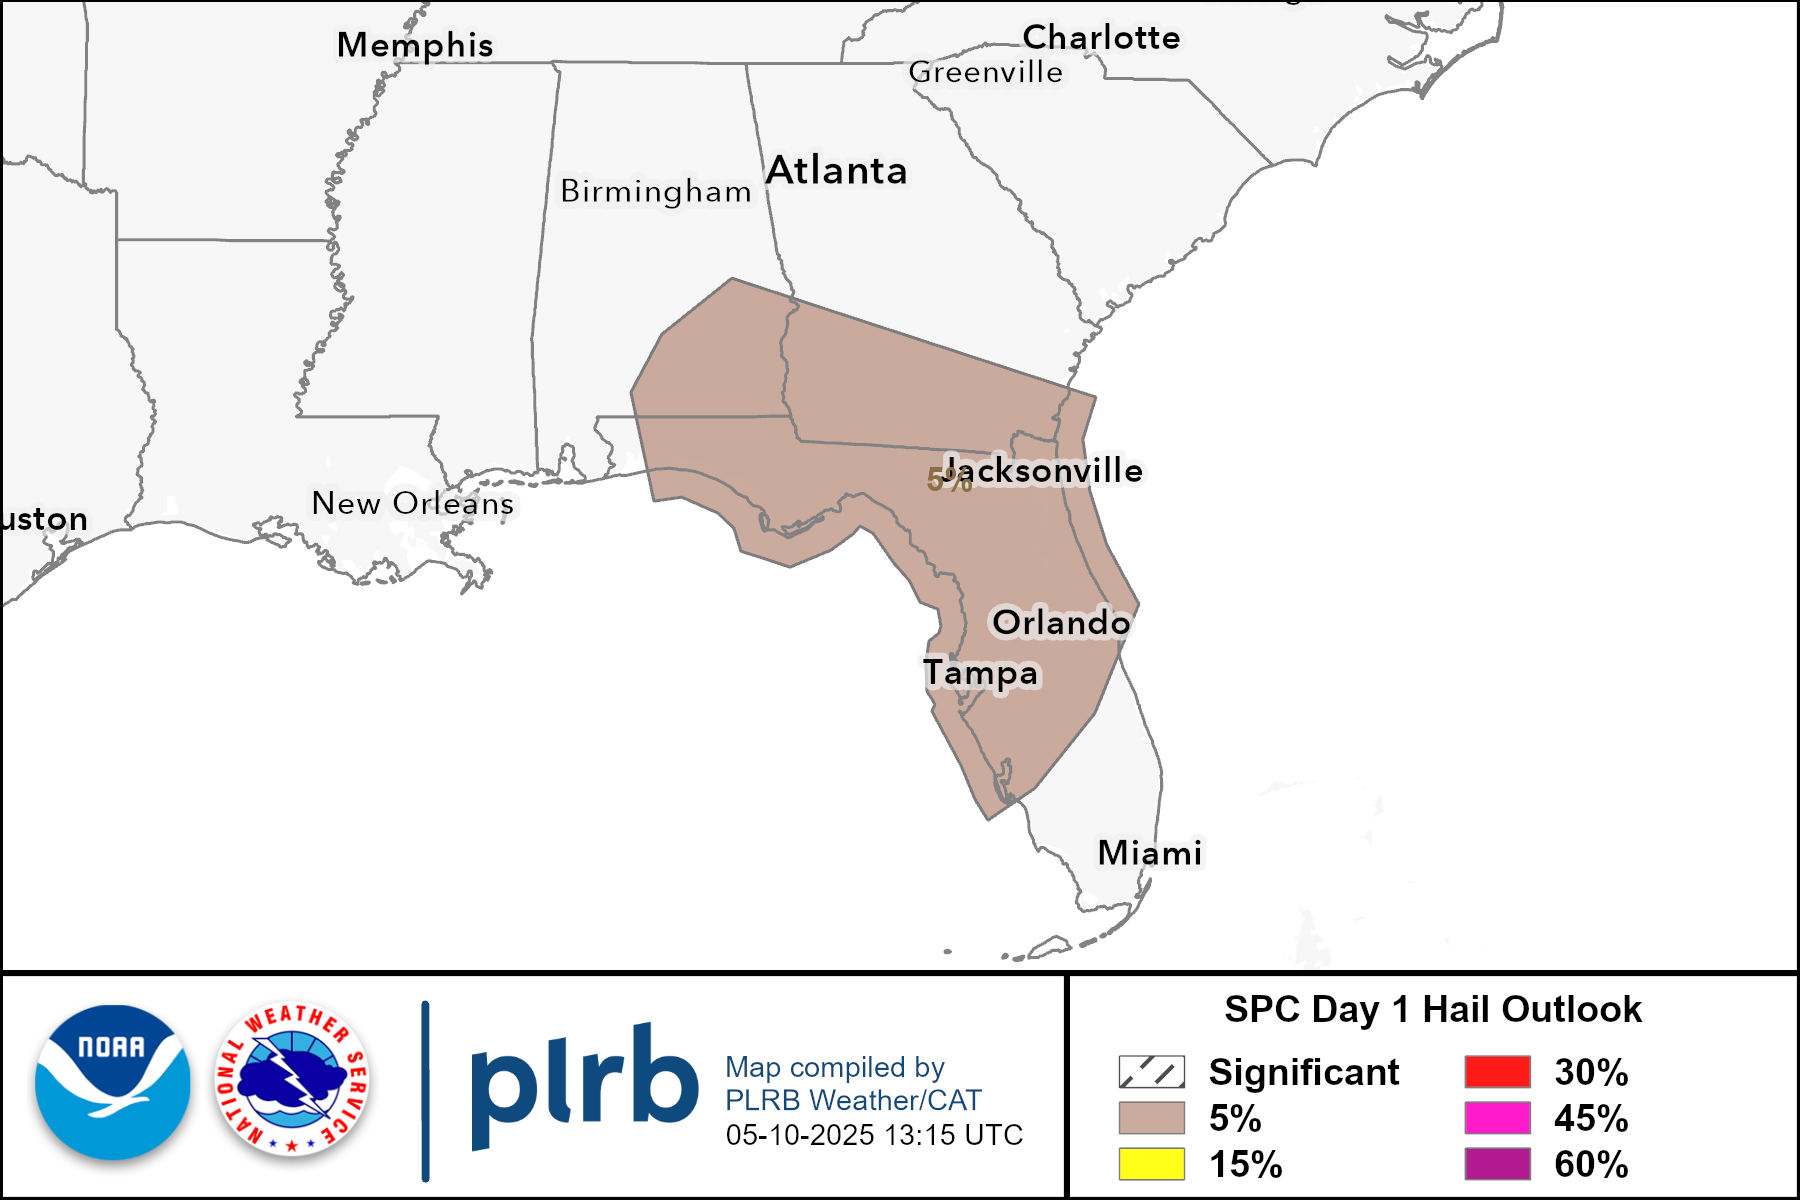 Memphis
Charlotte
Greenville
Atlanta
Birmingham
Jacksonville
5%
New Orleans
uston
Orlando
Tampa
Miami
NOAA
NATIONAL WEATHER SERVICE
plrb
Map compiled by
PLRB Weather/CAT
05-10-2025 13:15 UTC
SPC Day 1 Hail Outlook
Significant
5%
15%
30%
45%
60%